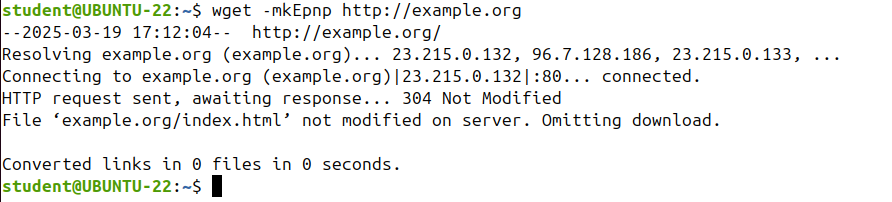 student@UBUNTU-22:~$ wget -mkEpnp http://example.org
--2025-03-19 17:12:04--  http://example.org/
Resolving example.org (example.org)... 23.215.0.132, 96.7.128.186, 23.215.0.133, ...
Connecting to example.org (example.org)|23.215.0.132|:80... connected.
HTTP request sent, awaiting response... 304 Not Modified
File ‘example.org/index.html’ not modified on server. Omitting download.

Converted links in 0 files in 0 seconds.
student@UBUNTU-22:~$